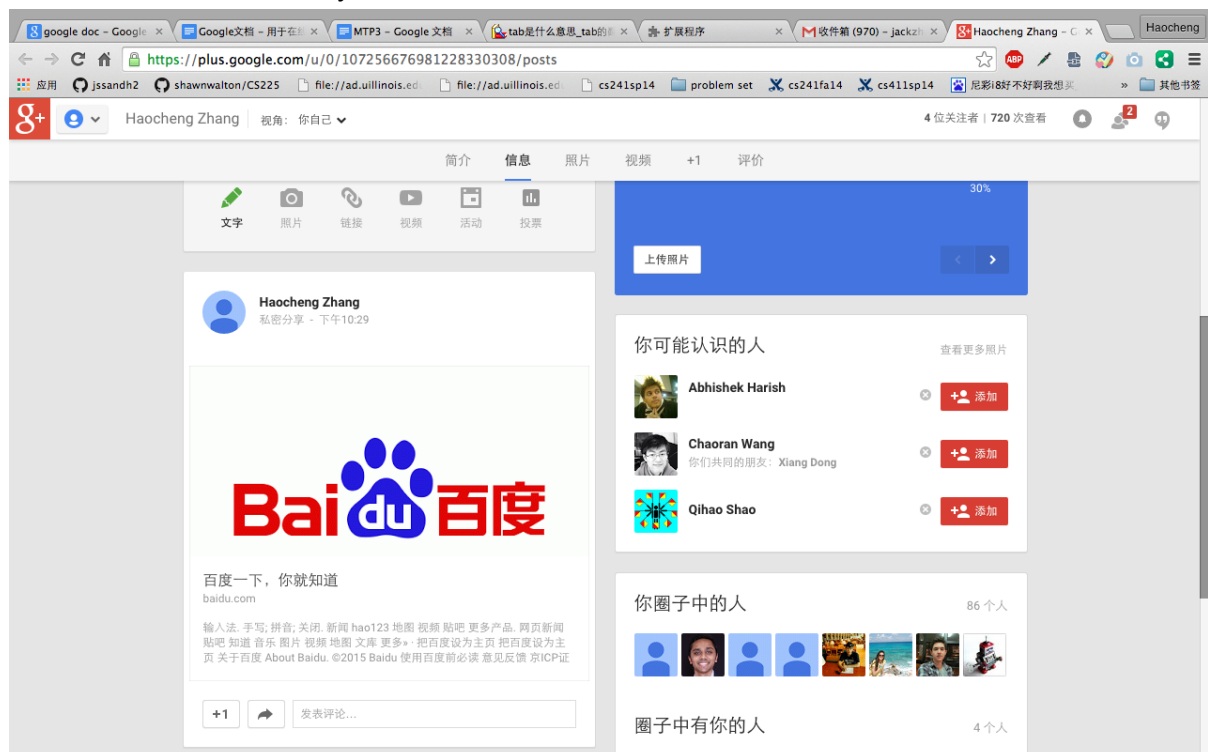 google doc – Google
Google文档 – 用于在
MTP3 – Google 文档
tab是什么意思_tab的
扩展程序
收件箱 (970) – jackzh
Haocheng Zhang – G
Haocheng
https://plus.google.com/u/0/107256676981228330308/posts
ABP
应用
jssandh2
shawnwalton/CS225
file://ad.uillinois.edu
file://ad.uillinois.edu
cs241sp14
problem set
cs241fa14
cs411sp14
尼彩i8好不好啊我想买
»
其他书签
g+
Haocheng Zhang
视角: 你自己
4 位关注者 | 720 次查看
2
简介 信息 照片 视频 +1 评价
文字 照片 链接 视频 活动 投票
30%
上传照片
Haocheng Zhang
私密分享 - 下午10:29
Bai du 百度
百度一下，你就知道
baidu.com
输入法. 手写; 拼音; 关闭. 新闻 hao123 地图 视频 贴吧 更多产品. 网页新闻
贴吧 知道 音乐 图片 视频 地图 文库 更多» · 把百度设为主页 把百度设为主
页 关于百度 About Baidu. ©2015 Baidu 使用百度前必读 意见反馈 京ICP证
+1
发表评论...
你可能认识的人
查看更多照片
Abhishek Harish
添加
Chaoran Wang
你们共同的朋友: Xiang Dong
添加
Qihao Shao
添加
你圈子中的人
86 个人
圈子中有你的人
4 个人